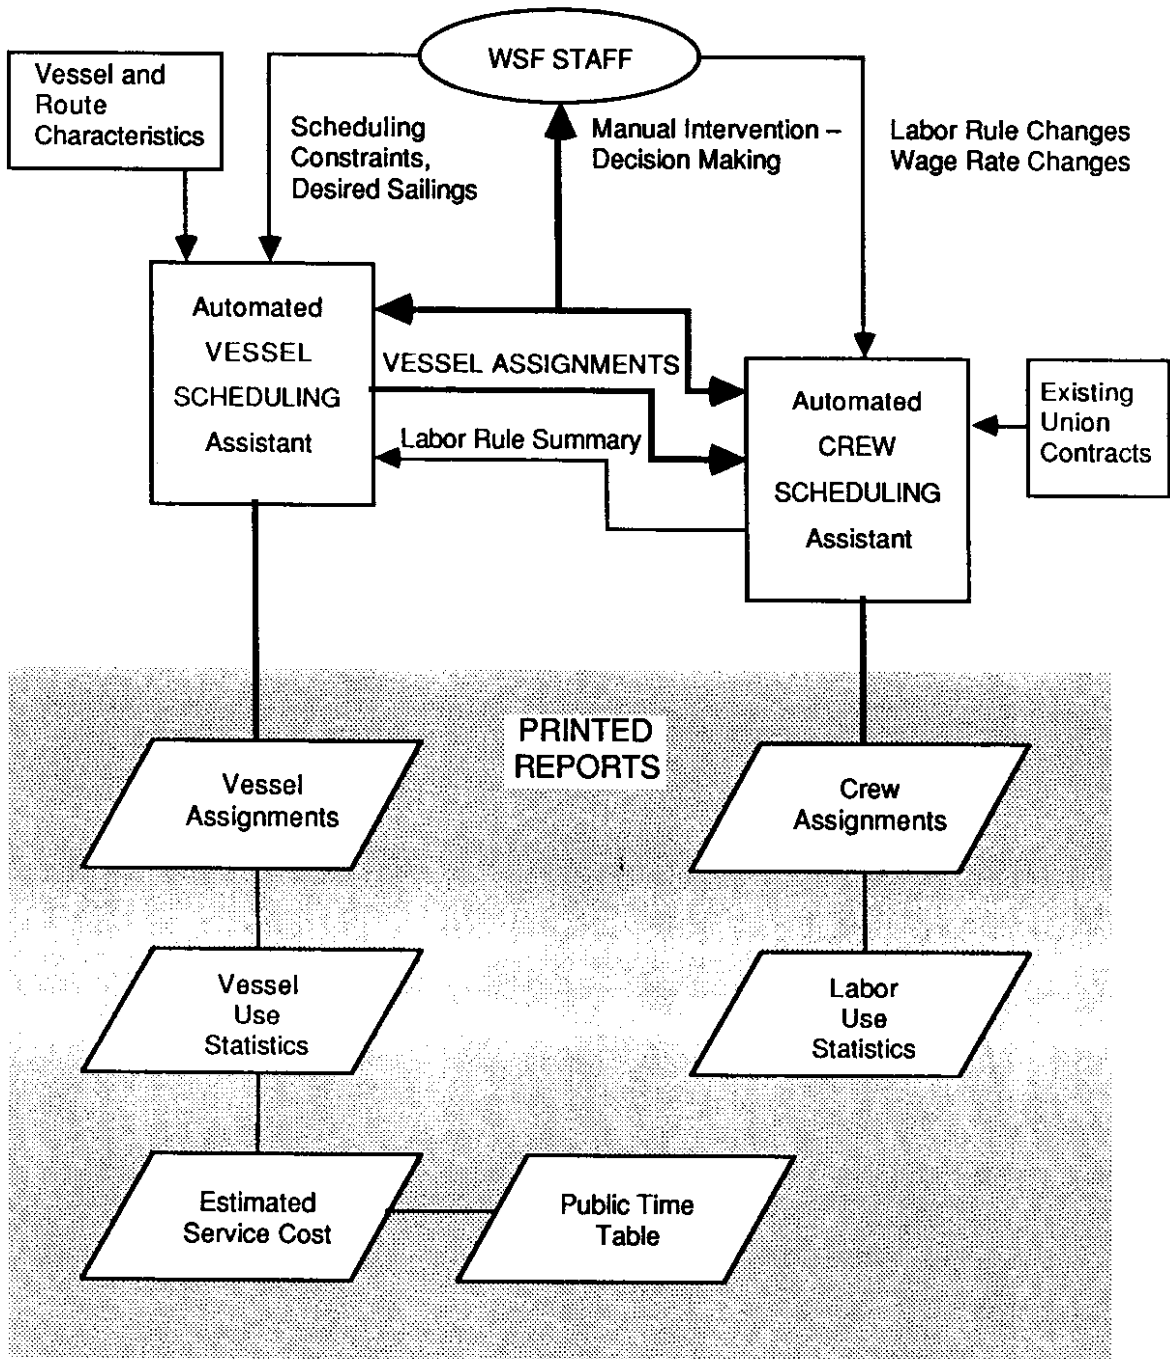 WSF STAFF
Vessel and
Route
Characteristics
Scheduling
Constraints,
Desired Sailings
Manual Intervention –
Decision Making
Labor Rule Changes
Wage Rate Changes
Automated
VESSEL
SCHEDULING
Assistant
VESSEL ASSIGNMENTS
Labor Rule Summary
Automated
CREW
SCHEDULING
Assistant
Existing
Union
Contracts
PRINTED
REPORTS
Vessel
Assignments
Crew
Assignments
Vessel
Use
Statistics
Labor
Use
Statistics
Estimated
Service Cost
Public Time
Table